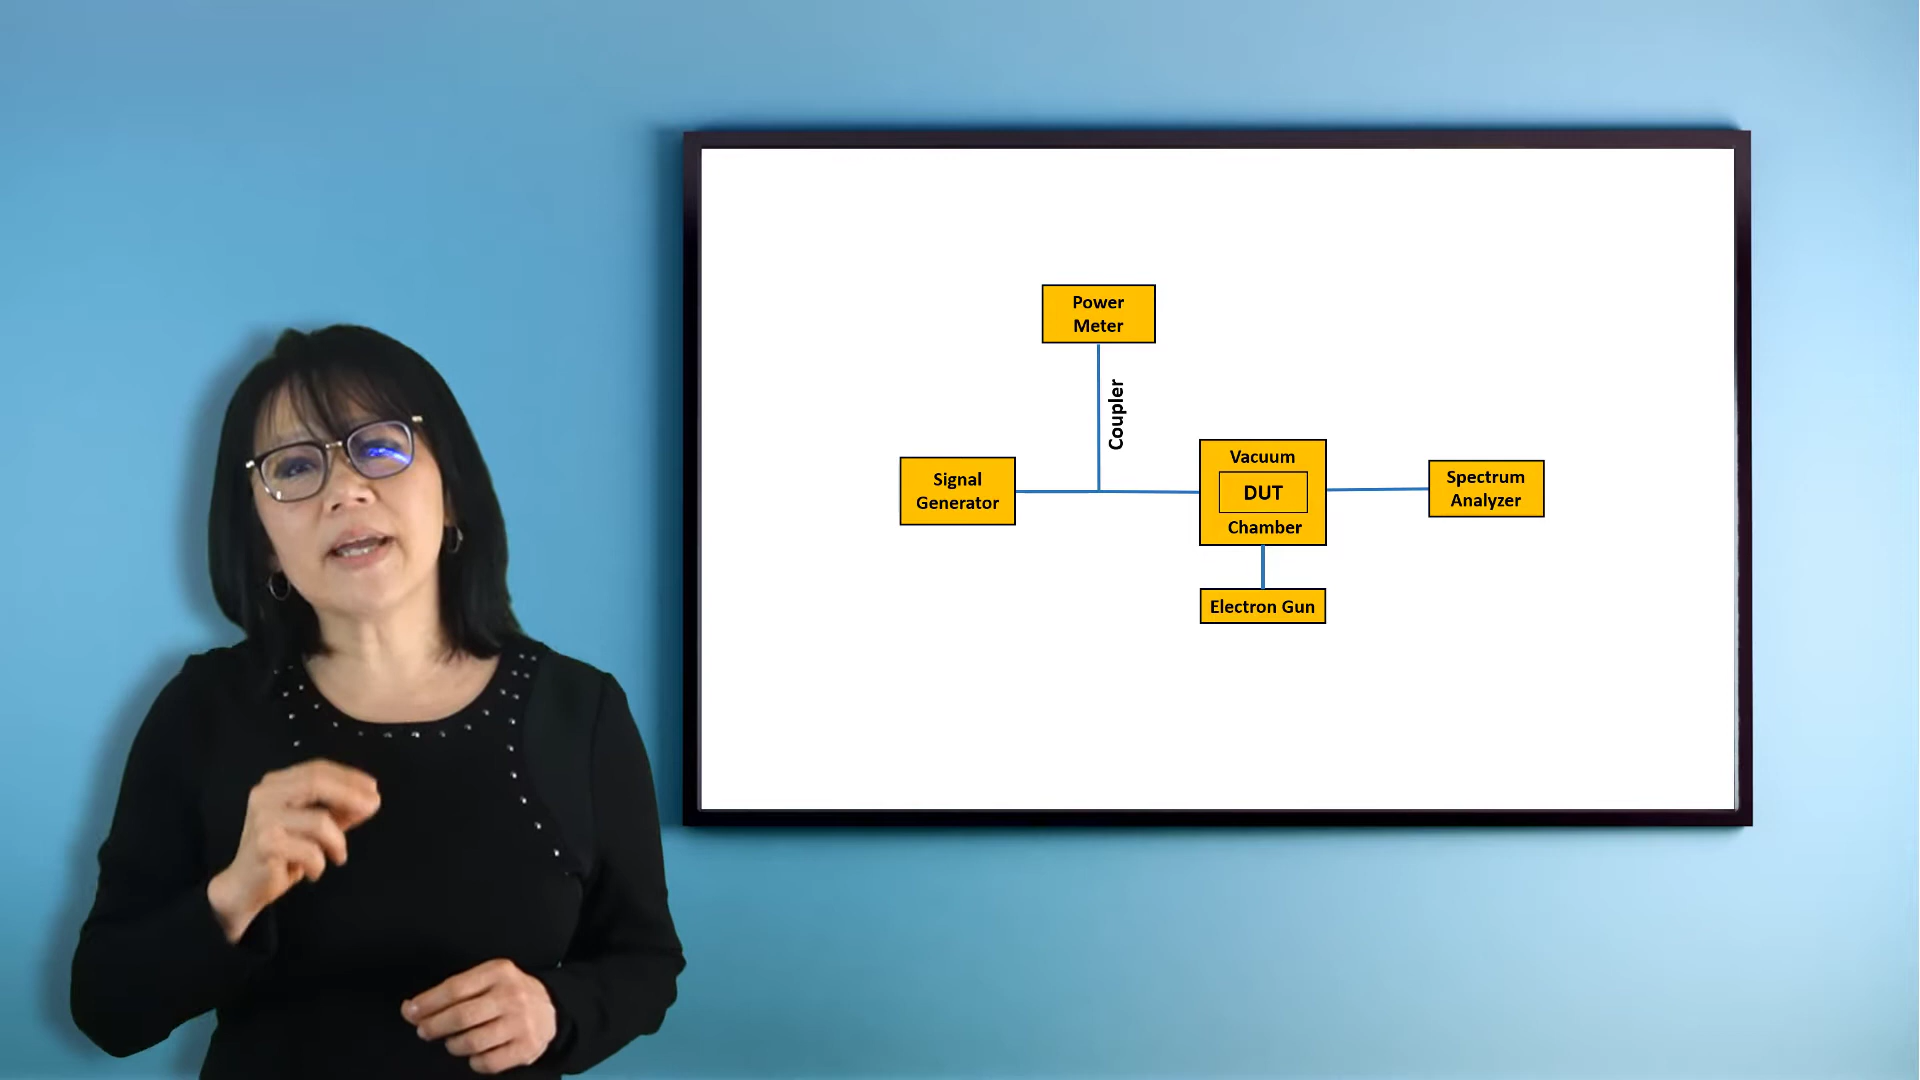 Power
Meter
Coupler
Signal
Generator
Vacuum
DUT
Chamber
Spectrum
Analyzer
Electron Gun